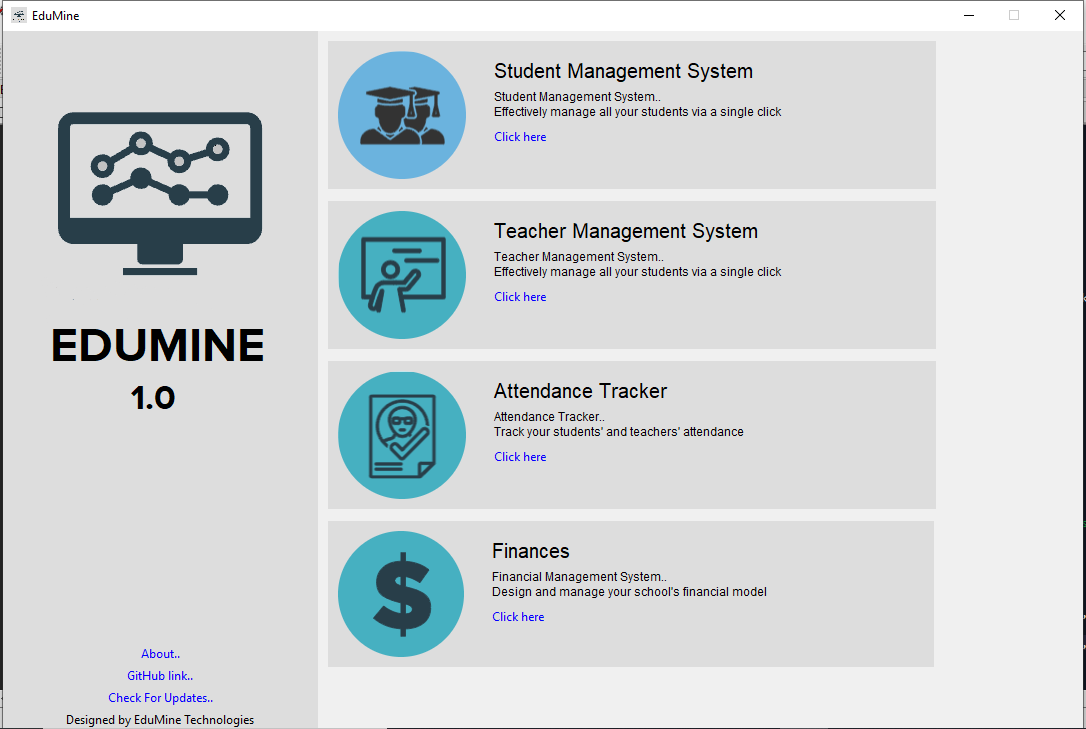 EduMine
EDUMINE
1.0
About..
GitHub link..
Check For Updates..
Designed by EduMine Technologies
Student Management System
Student Management System..
Effectively manage all your students via a single click
Click here
Teacher Management System
Teacher Management System..
Effectively manage all your students via a single click
Click here
Attendance Tracker
Attendance Tracker..
Track your students' and teachers' attendance
Click here
Finances
Financial Management System..
Design and manage your school's financial model
Click here